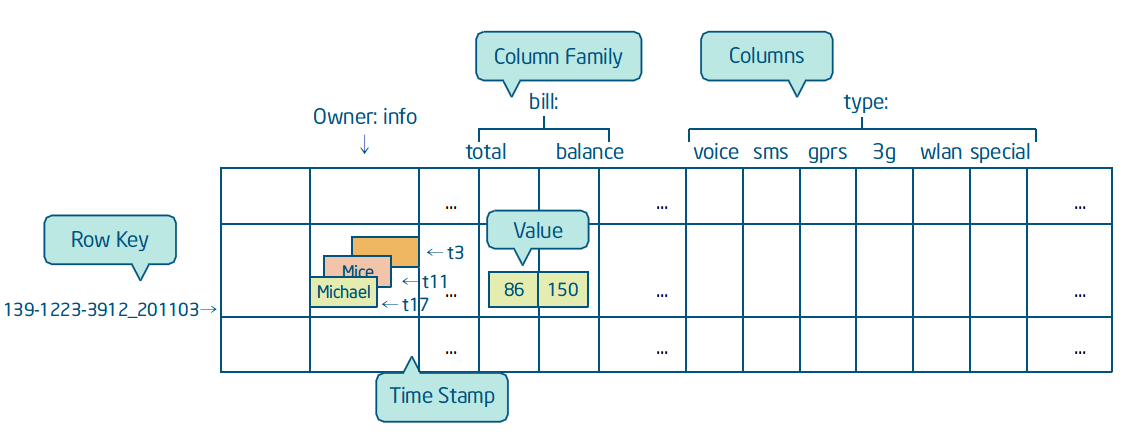 Column Family
Columns
bill:
type:
Owner: info
↓
total
balance
voice
sms
gprs
3g
wlan
special
...
...
...
Row Key
Value
←t3
Mice
←t11
Michael
←t17
...
86
150
...
...
139-1223-3912_201103→
...
...
...
Time Stamp